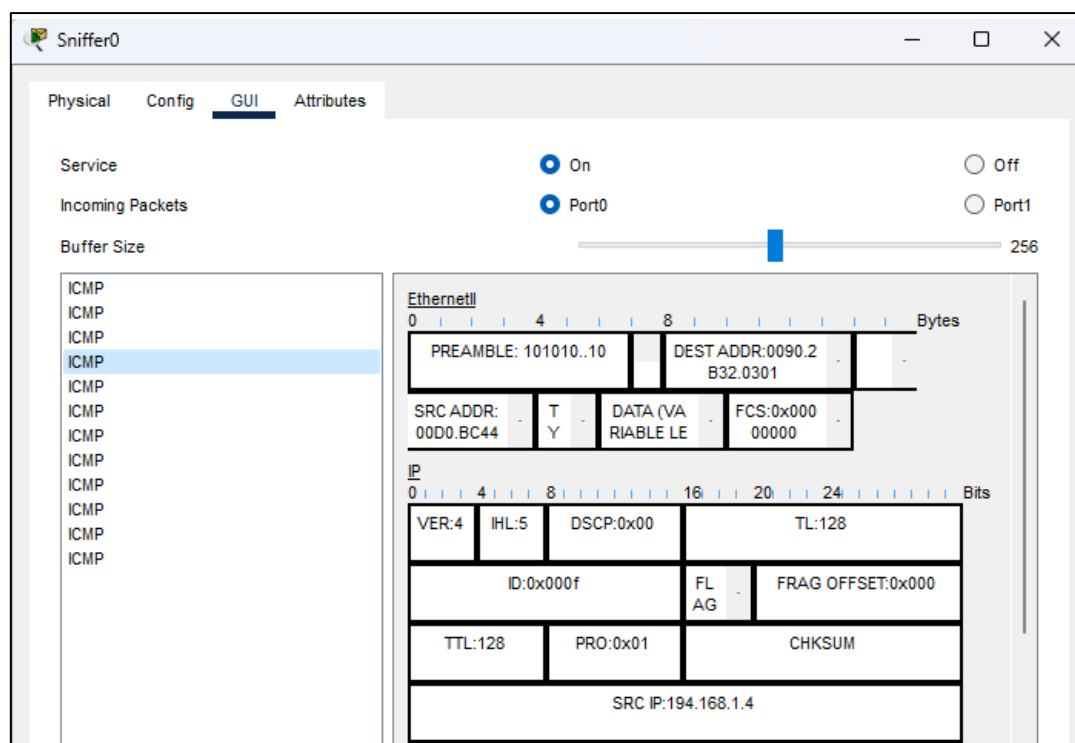 Sniffer0
Physical Config GUI Attributes
Service On Off
Incoming Packets Port0 Port1
Buffer Size 256
ICMP
ICMP
ICMP
ICMP
ICMP
ICMP
ICMP
ICMP
ICMP
ICMP
ICMP
ICMP
EthernetII
0 4 8 Bytes
PREAMBLE: 101010..10 DEST ADDR:0090.2
B32.0301
SRC ADDR: T DATA (VA FCS:0x000
00D0.BC44 Y RIABLE LE 00000
IP
0 4 8 16 20 24 Bits
VER:4 IHL:5 DSCP:0x00 TL:128
ID:0x000f FL FRAG OFFSET:0x000
AG
TTL:128 PRO:0x01 CHKSUM
SRC IP:194.168.1.4